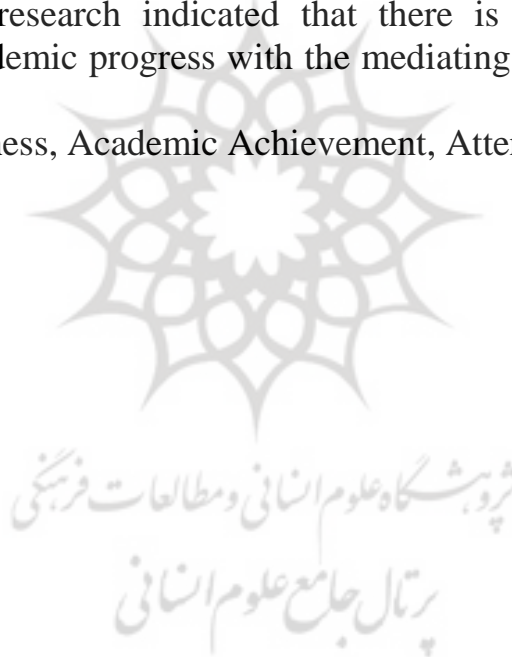 research indicated that there is
demic progress with the mediating
ness, Academic Achievement, Atten
پژوهشگاه علوم انسانی و مطالعات فرهنگی
پرتال جامع علوم انسانی